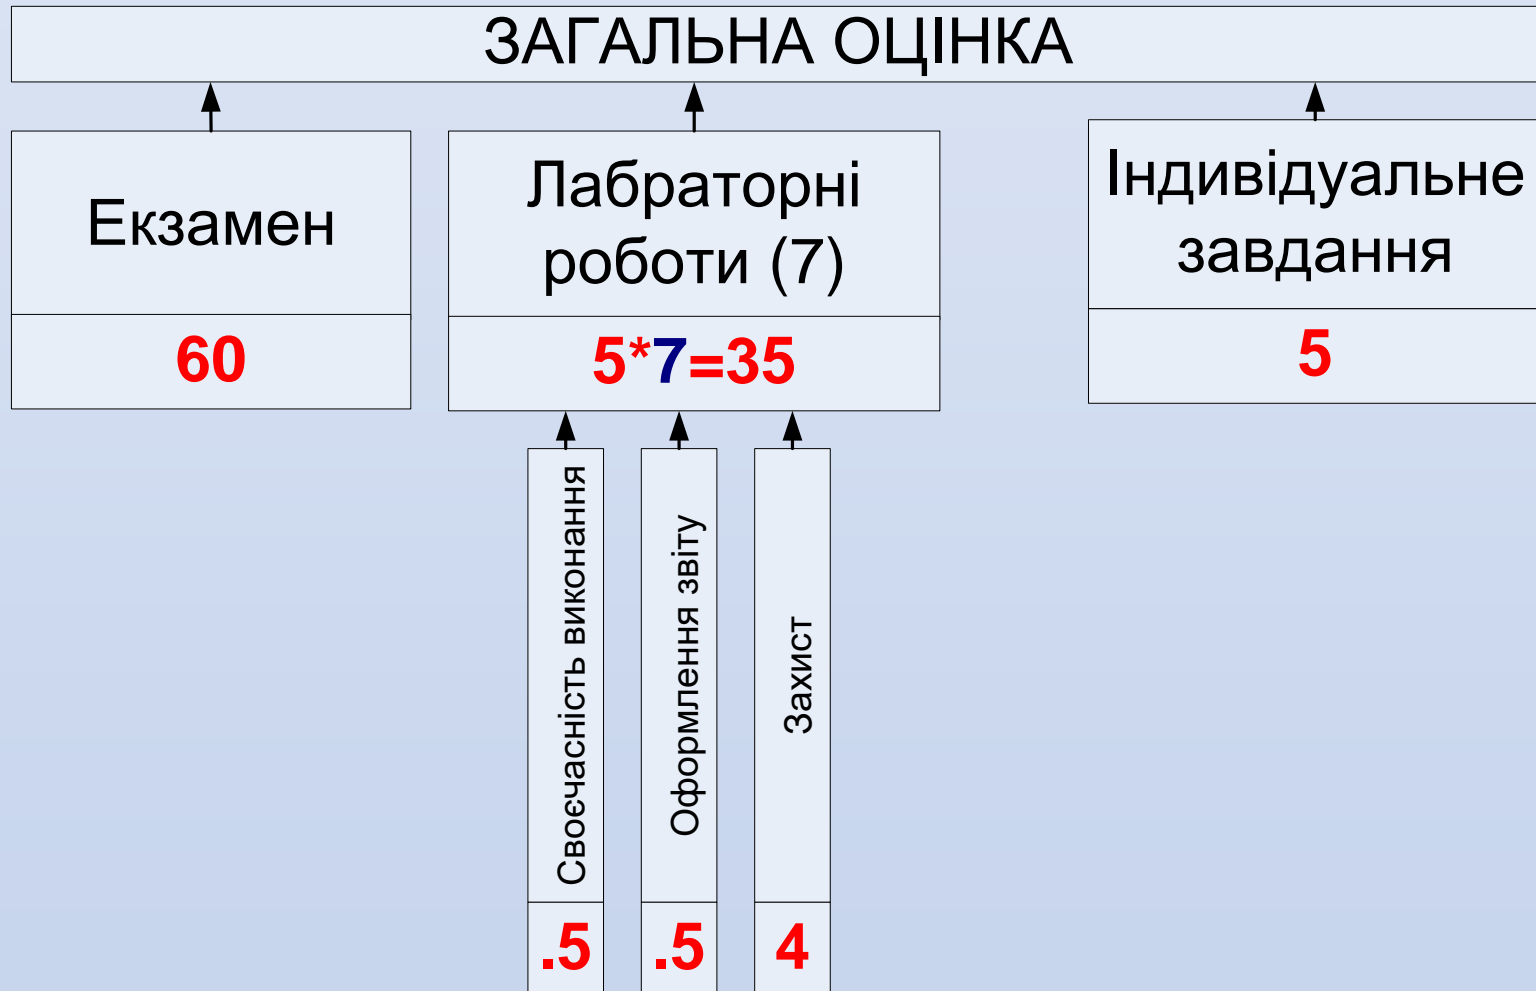 ЗАГАЛЬНА ОЦІНКА
Екзамен
60
Лабраторні
роботи (7)
5*7=35
Індивідуальне
завдання
5
Своєчасність виконання
.5
Оформлення звіту
.5
Захист
4